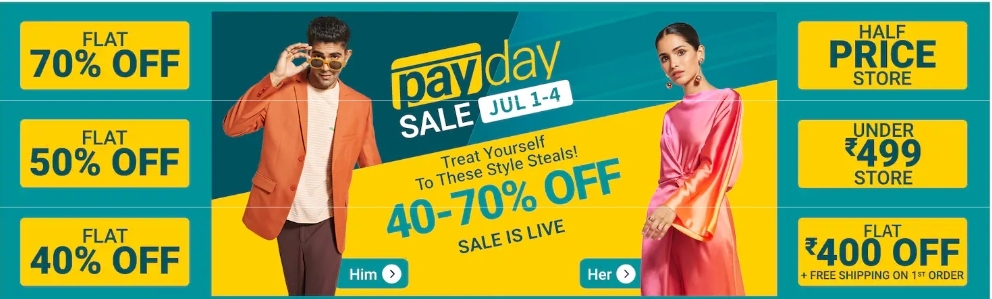 FLAT
70% OFF
FLAT
50% OFF
FLAT
40% OFF
payday
SALE JUL 1-4
Treat Yourself
To These Style Steals!
40-70% OFF
SALE IS LIVE
Him
Her
HALF
PRICE
STORE
UNDER
₹499
STORE
FLAT
₹400 OFF
+ FREE SHIPPING ON 1ST ORDER